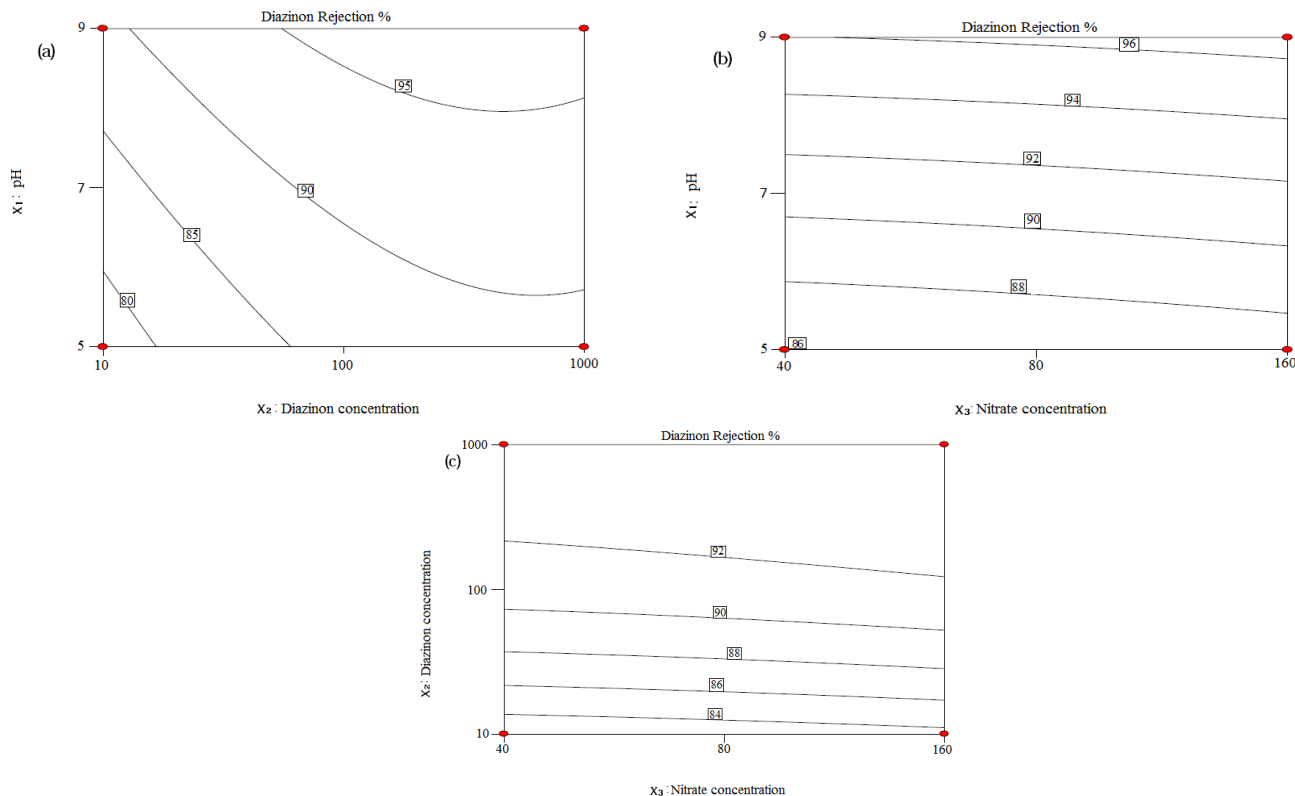 Diazinon Rejection %
(a)
9
95
X₁: pH
7
90
85
80
5
10
100
1000
X₂: Diazinon concentration
Diazinon Rejection %
(b)
9
96
94
92
X₁: pH
7
90
88
86
5
40
80
160
X₃: Nitrate concentration
Diazinon Rejection %
(c)
1000
92
X₂: Diazinon concentration
100
90
88
86
84
10
40
80
160
X₃: Nitrate concentration